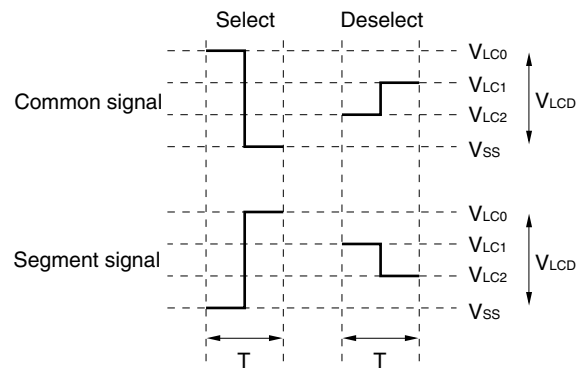 Select Deselect
VLC0
VLC1
Common signal VLCD
VLC2
VSS
VLC0
VLC1
Segment signal VLCD
VLC2
VSS
T T